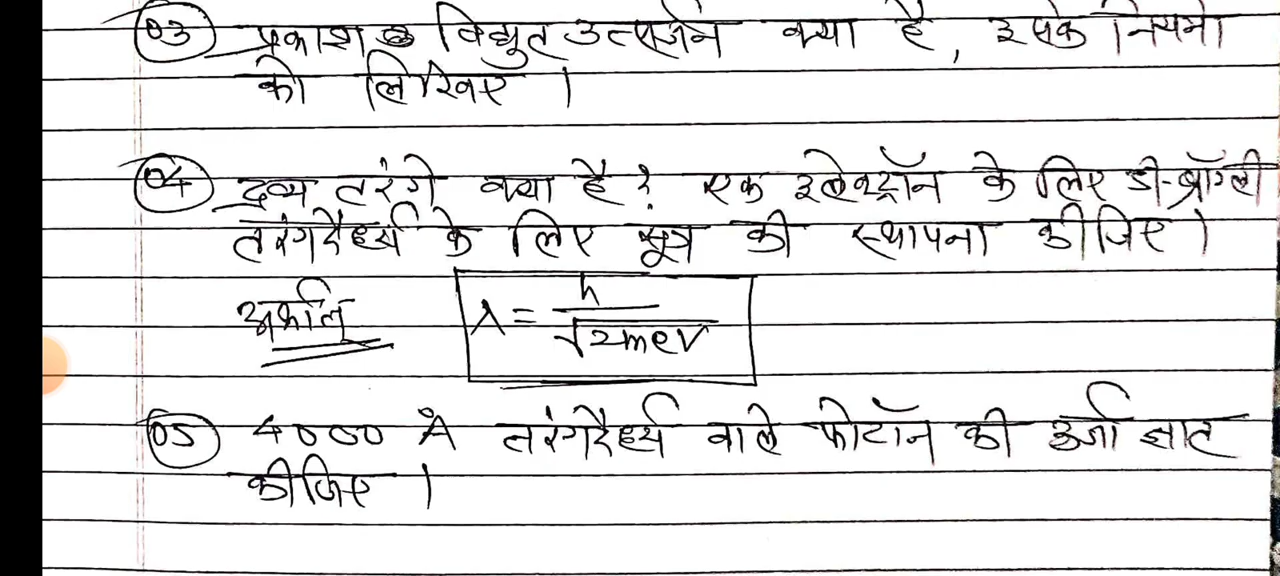 03 प्रकाश विद्युत उत्सर्जन क्या है, इसके नियमो
को लिखिए ।
04 द्रव्य तरंगे क्या है ? एक इलेक्ट्रॉन के लिए डी-ब्रॉग्ली
तरंगदैर्ध्य के लिए सूत्र की स्थापना कीजिए ।
अर्थात् λ = h / √2meV
05 4000 Å तरंगदैर्ध्य वाले फोटॉन की ऊर्जा ज्ञात
कीजिए ।